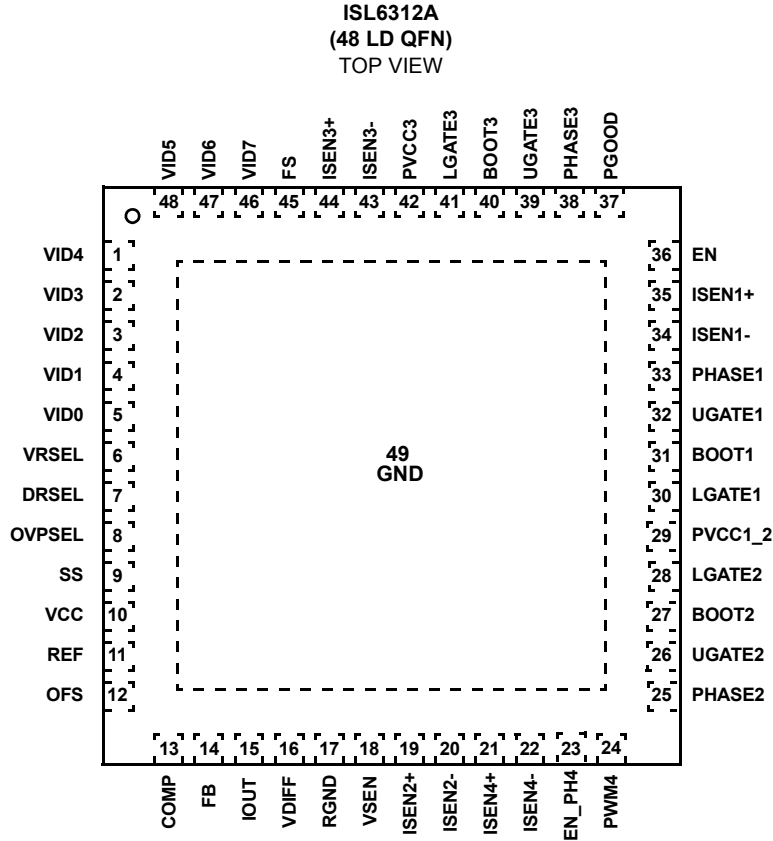 ISL6312A
(48 LD QFN)
TOP VIEW
VID5
VID6
VID7
FS
ISEN3+
ISEN3-
PVCC3
LGATE3
BOOT3
UGATE3
PHASE3
PGOOD
48 47 46 45 44 43 42 41 40 39 38 37
VID4 1
VID3 2
VID2 3
VID1 4
VID0 5
VRSEL 6
DRSEL 7
OVPSEL 8
SS 9
VCC 10
REF 11
OFS 12
49
GND
36 EN
35 ISEN1+
34 ISEN1-
33 PHASE1
32 UGATE1
31 BOOT1
30 LGATE1
29 PVCC1_2
28 LGATE2
27 BOOT2
26 UGATE2
25 PHASE2
13 14 15 16 17 18 19 20 21 22 23 24
COMP
FB
IOUT
VDIFF
RGND
VSEN
ISEN2+
ISEN2-
ISEN4+
ISEN4-
EN_PH4
PWM4